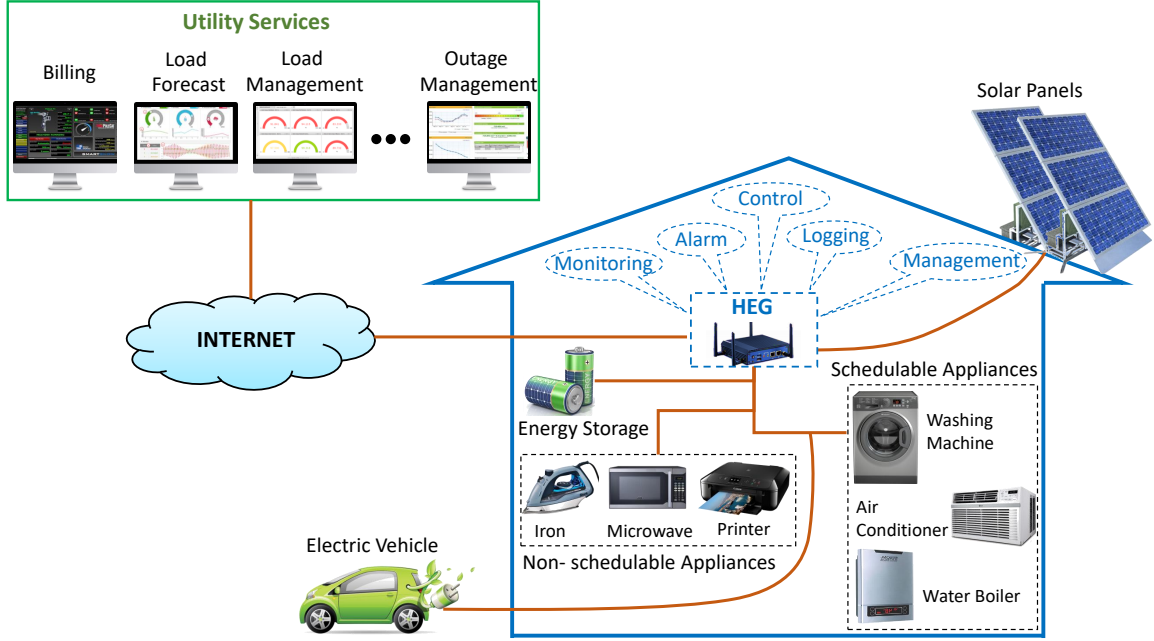 Utility Services
Billing
Load
Forecast
Load
Management
Outage
Management
Solar Panels
Control
Alarm
Logging
Monitoring
Management
HEG
INTERNET
Schedulable Appliances
Washing
Machine
Energy Storage
Air
Conditioner
Iron
Microwave
Printer
Non- schedulable Appliances
Electric Vehicle
Water Boiler